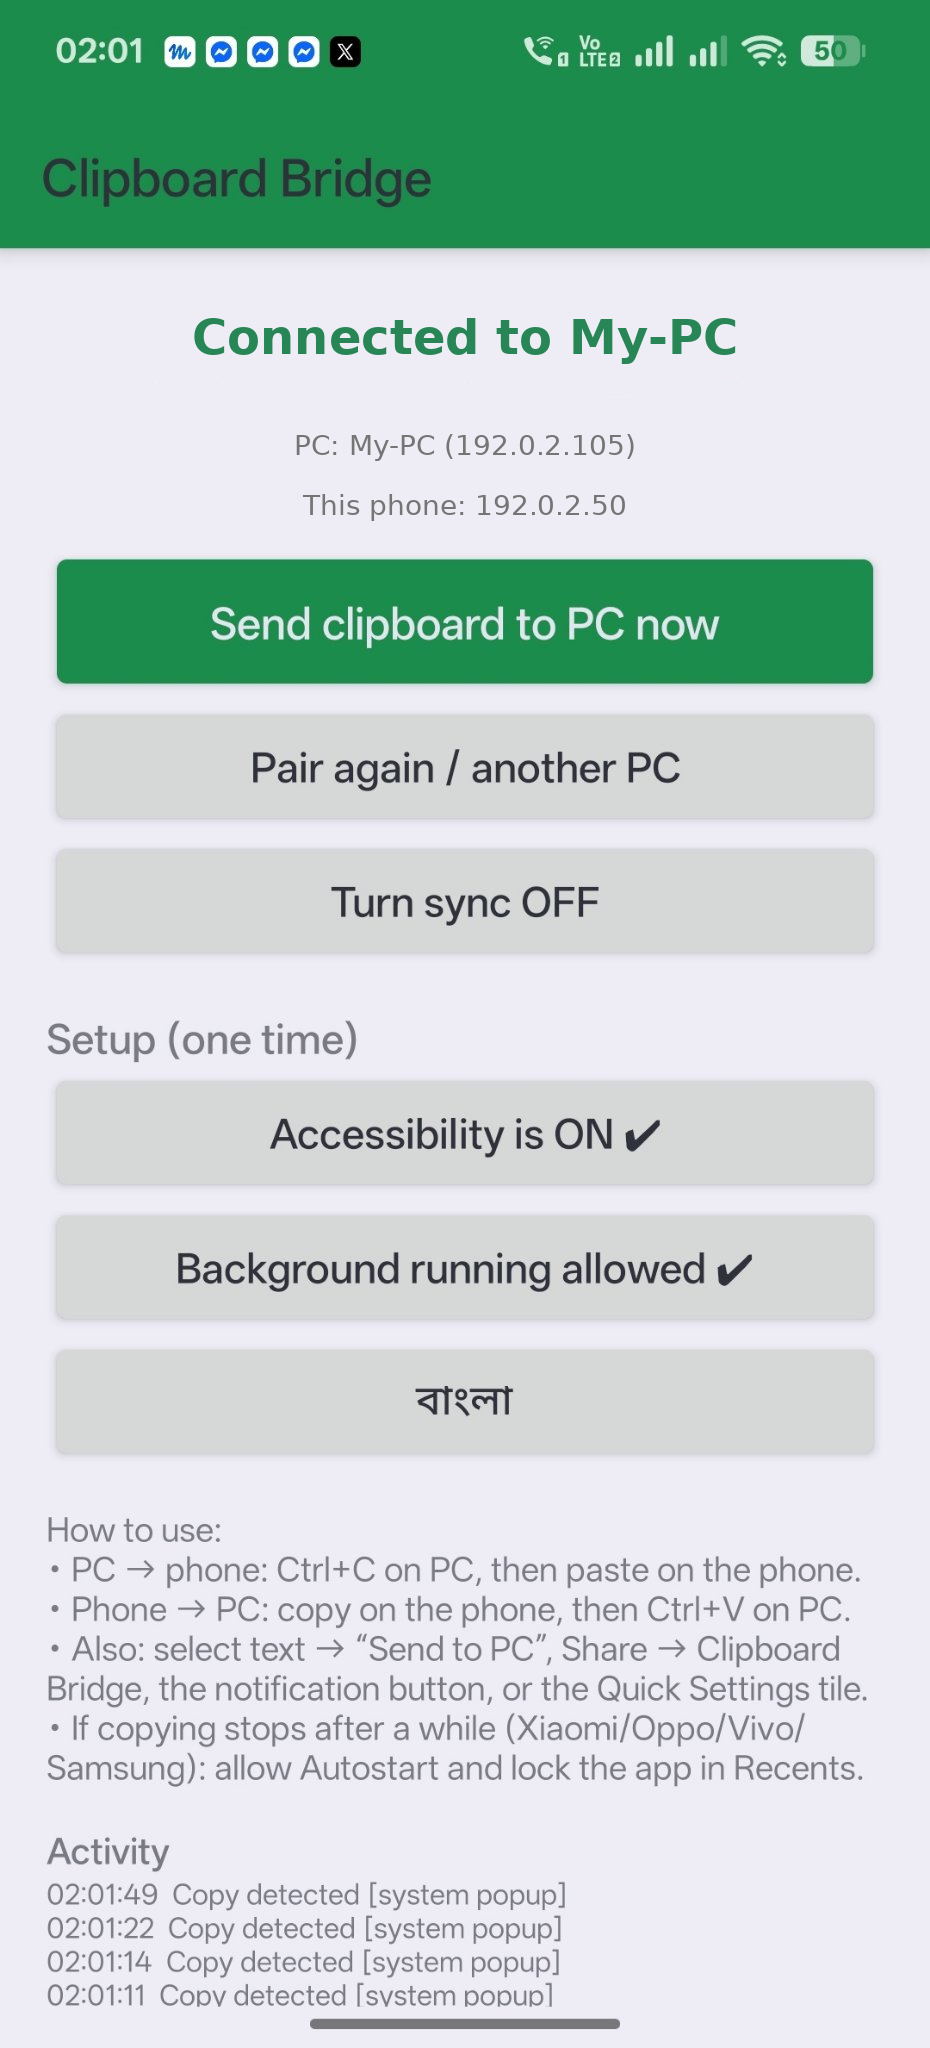 02:01
Vo
LTE 2
1
50
Clipboard Bridge
Connected to My-PC
PC: My-PC (192.0.2.105)
This phone: 192.0.2.50
Send clipboard to PC now
Pair again / another PC
Turn sync OFF
Setup (one time)
Accessibility is ON ✔
Background running allowed ✔
বাংলা
How to use:
• PC → phone: Ctrl+C on PC, then paste on the phone.
• Phone → PC: copy on the phone, then Ctrl+V on PC.
• Also: select text → “Send to PC”, Share → Clipboard
Bridge, the notification button, or the Quick Settings tile.
• If copying stops after a while (Xiaomi/Oppo/Vivo/
Samsung): allow Autostart and lock the app in Recents.
Activity
02:01:49 Copy detected [system popup]
02:01:22 Copy detected [system popup]
02:01:14 Copy detected [system popup]
02:01:11 Copy detected [system popup]